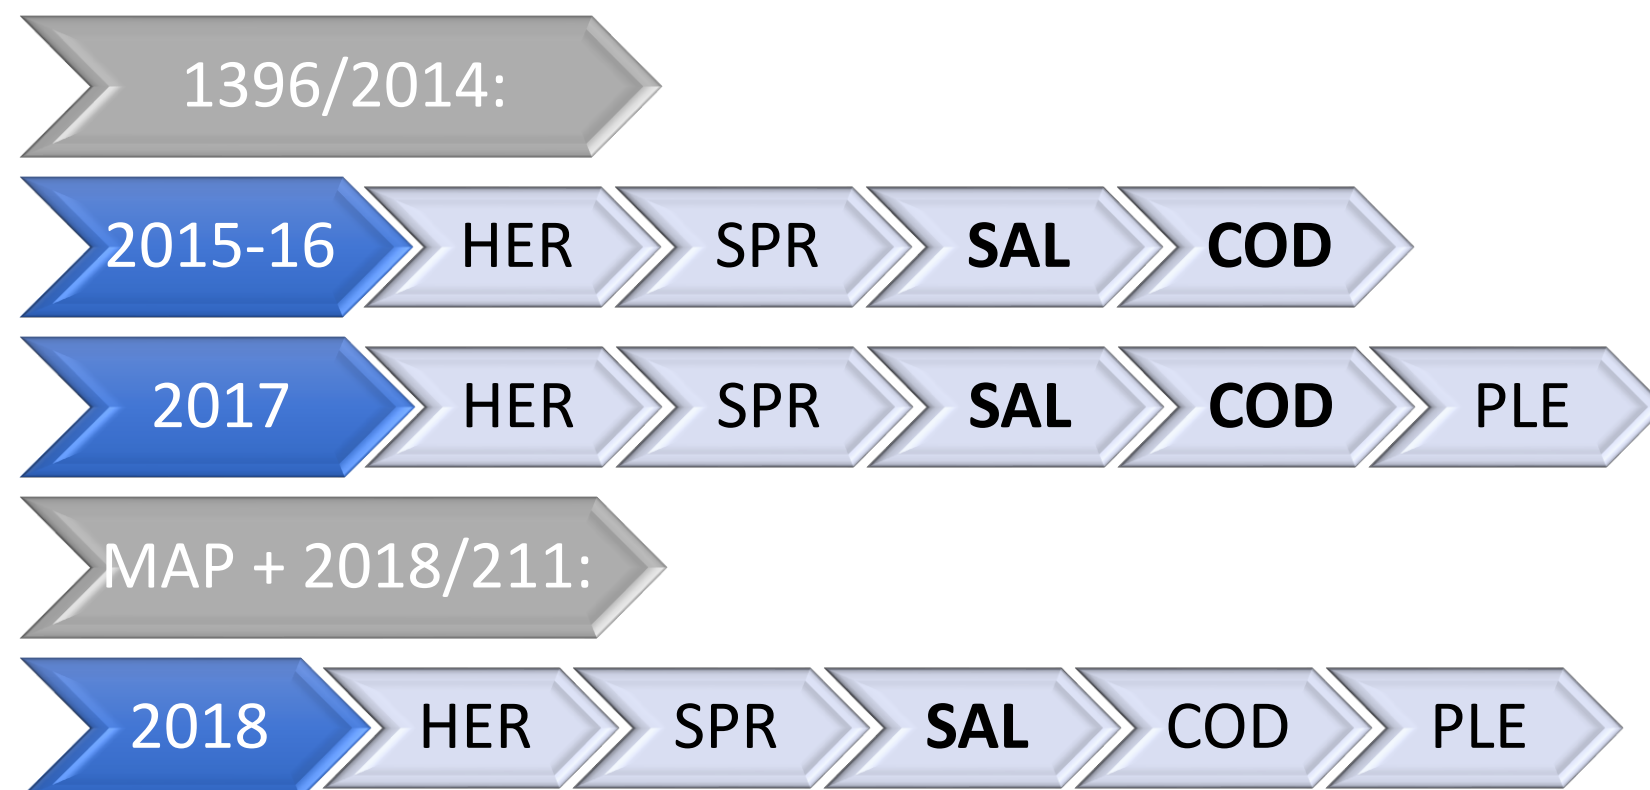 1396/2014:
2015-16 HER SPR SAL COD
2017 HER SPR SAL COD PLE
MAP + 2018/211:
2018 HER SPR SAL COD PLE